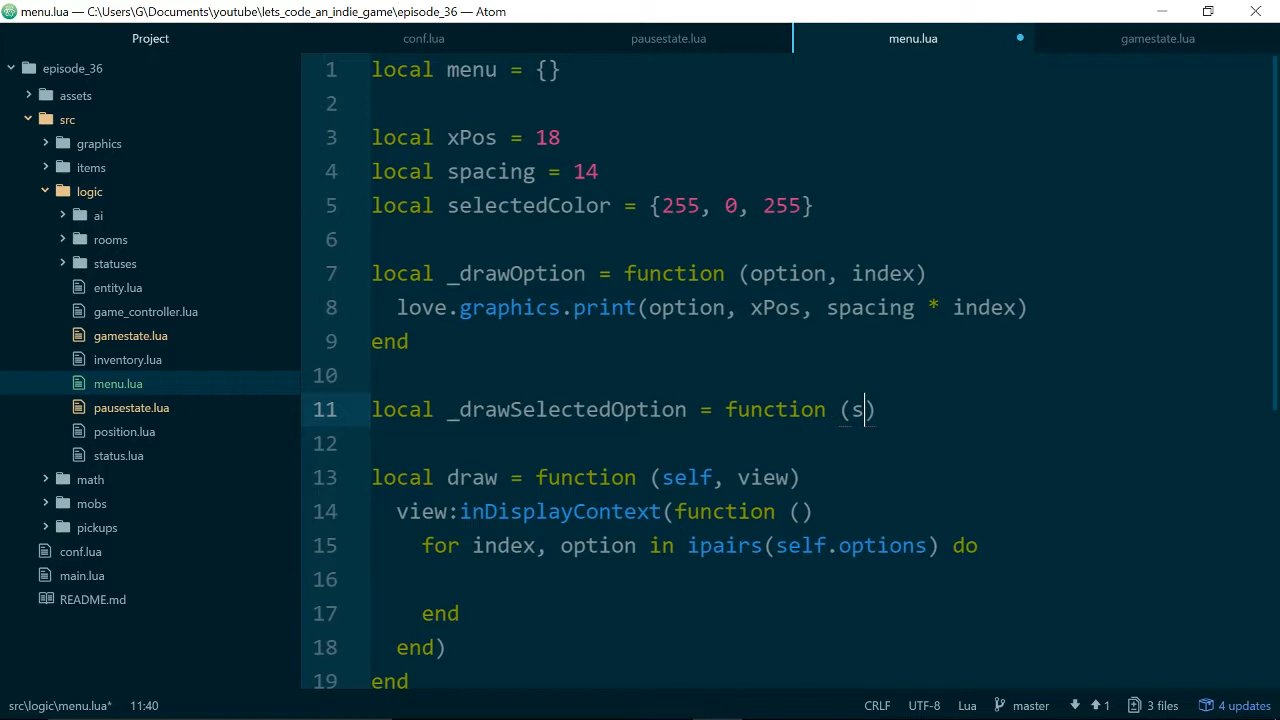 menu.lua — C:\Users\G\Documents\youtube\lets_code_an_indie_game\episode_36 — Atom
Project
conf.lua
pausestate.lua
menu.lua
gamestate.lua
episode_36
assets
src
graphics
items
logic
ai
rooms
statuses
entity.lua
game_controller.lua
gamestate.lua
inventory.lua
menu.lua
pausestate.lua
position.lua
status.lua
math
mobs
pickups
conf.lua
main.lua
README.md
1 local menu = {}
2
3 local xPos = 18
4 local spacing = 14
5 local selectedColor = {255, 0, 255}
6
7 local _drawOption = function (option, index)
8   love.graphics.print(option, xPos, spacing * index)
9 end
10
11 local _drawSelectedOption = function (s)
12
13 local draw = function (self, view)
14   view:inDisplayContext(function ()
15     for index, option in ipairs(self.options) do
16
17     end
18   end)
19 end
src\logic\menu.lua* 11:40 CRLF UTF-8 Lua master 1 3 files 4 updates